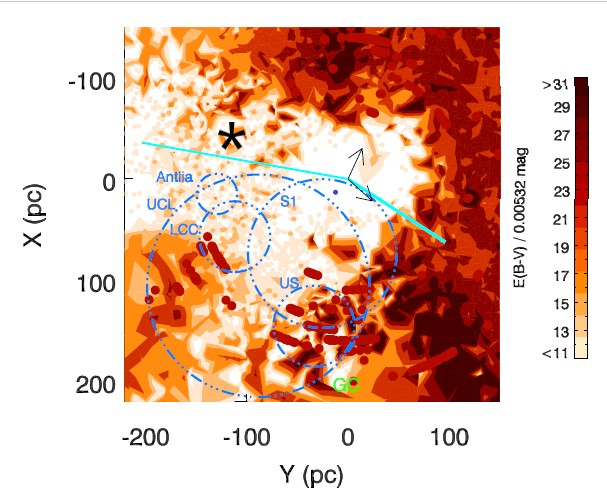 -100
0
100
200
X (pc)
-200
-100
0
100
Y (pc)
*
Antlia
UCL
LCC
S1
US
GC
>31
29
27
25
23
21
19
17
15
13
<11
E(B-V) / 0.00532 mag